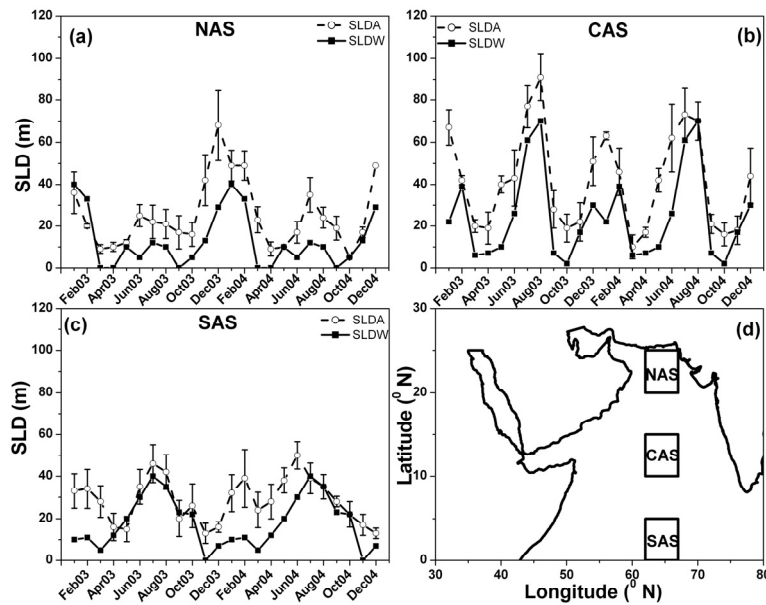 (a) NAS
SLDA
SLDW
120
100
80
60
40
20
0
SLD (m)
Feb03 Apr03 Jun03 Aug03 Oct03 Dec03 Feb04 Apr04 Jun04 Aug04 Oct04 Dec04
CAS (b)
SLDA
SLDW
120
100
80
60
40
20
0
Feb03 Apr03 Jun03 Aug03 Oct03 Dec03 Feb04 Apr04 Jun04 Aug04 Oct04 Dec04
(c) SAS
SLDA
SLDW
120
100
80
60
40
20
0
SLD (m)
Feb03 Apr03 Jun03 Aug03 Oct03 Dec03 Feb04 Apr04 Jun04 Aug04 Oct04 Dec04
(d)
NAS
CAS
SAS
30
25
20
15
10
5
0
Latitude (⁰ N)
30 40 50 60 70 80
Longitude (⁰ N)